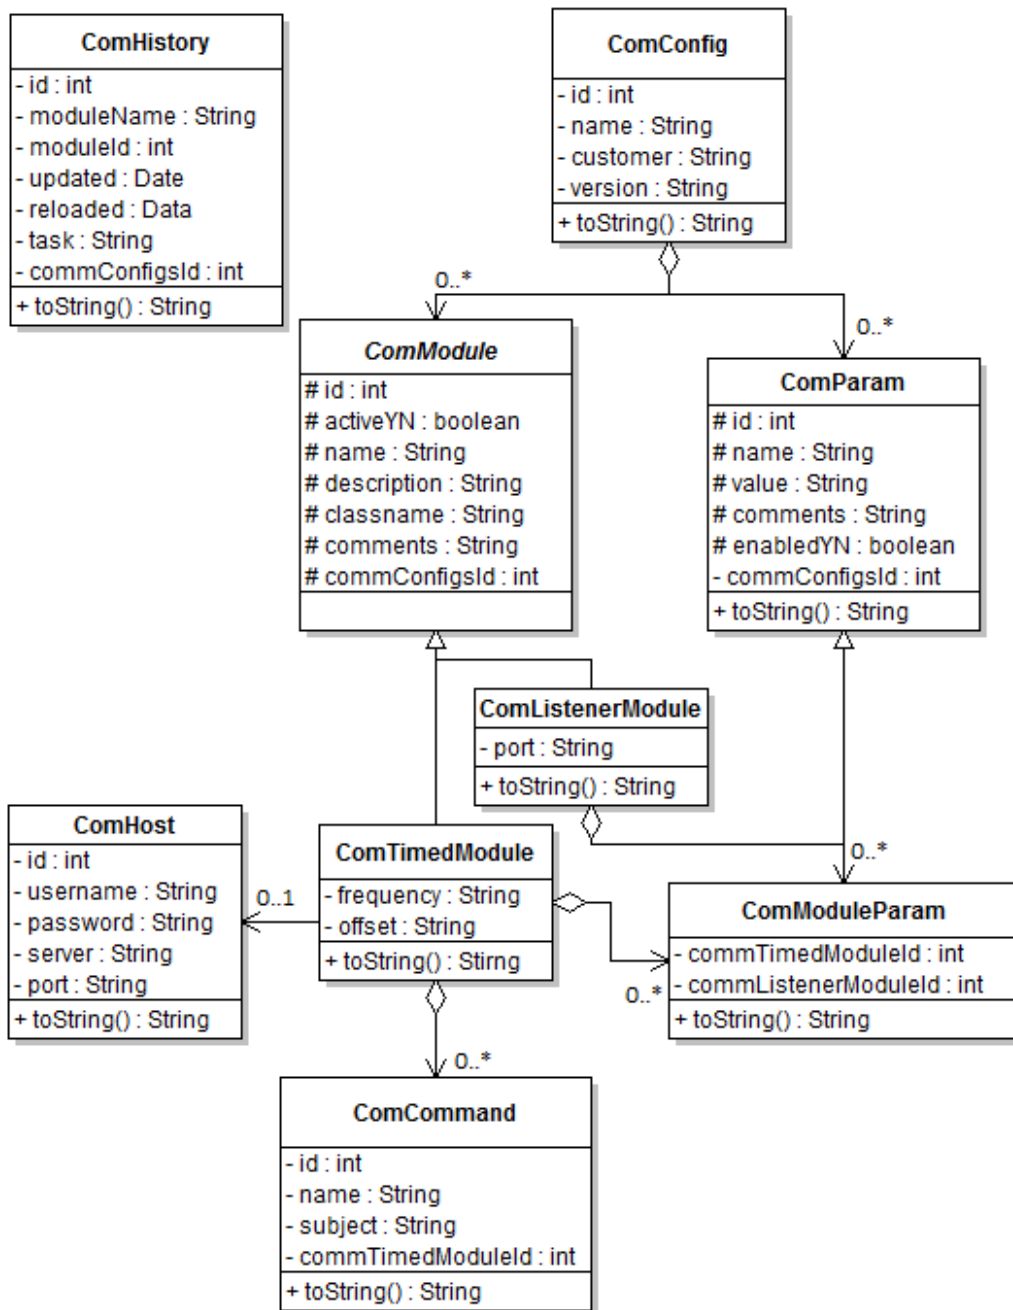 ComHistory
- id : int
- moduleName : String
- moduleId : int
- updated : Date
- reloaded : Data
- task : String
- commConfigsId : int
+ toString() : String
ComConfig
- id : int
- name : String
- customer : String
- version : String
+ toString() : String
0..*
0..*
ComModule
# id : int
# activeYN : boolean
# name : String
# description : String
# classname : String
# comments : String
# commConfigsId : int
ComParam
# id : int
# name : String
# value : String
# comments : String
# enabledYN : boolean
- commConfigsId : int
+ toString() : String
ComListenerModule
- port : String
+ toString() : String
ComHost
- id : int
- username : String
- password : String
- server : String
- port : String
+ toString() : String
0..1
ComTimedModule
- frequency : String
- offset : String
+ toString() : Stirng
0..*
0..*
ComModuleParam
- commTimedModuleId : int
- commListenerModuleId : int
+ toString() : String
0..*
ComCommand
- id : int
- name : String
- subject : String
- commTimedModuleId : int
+ toString() : String